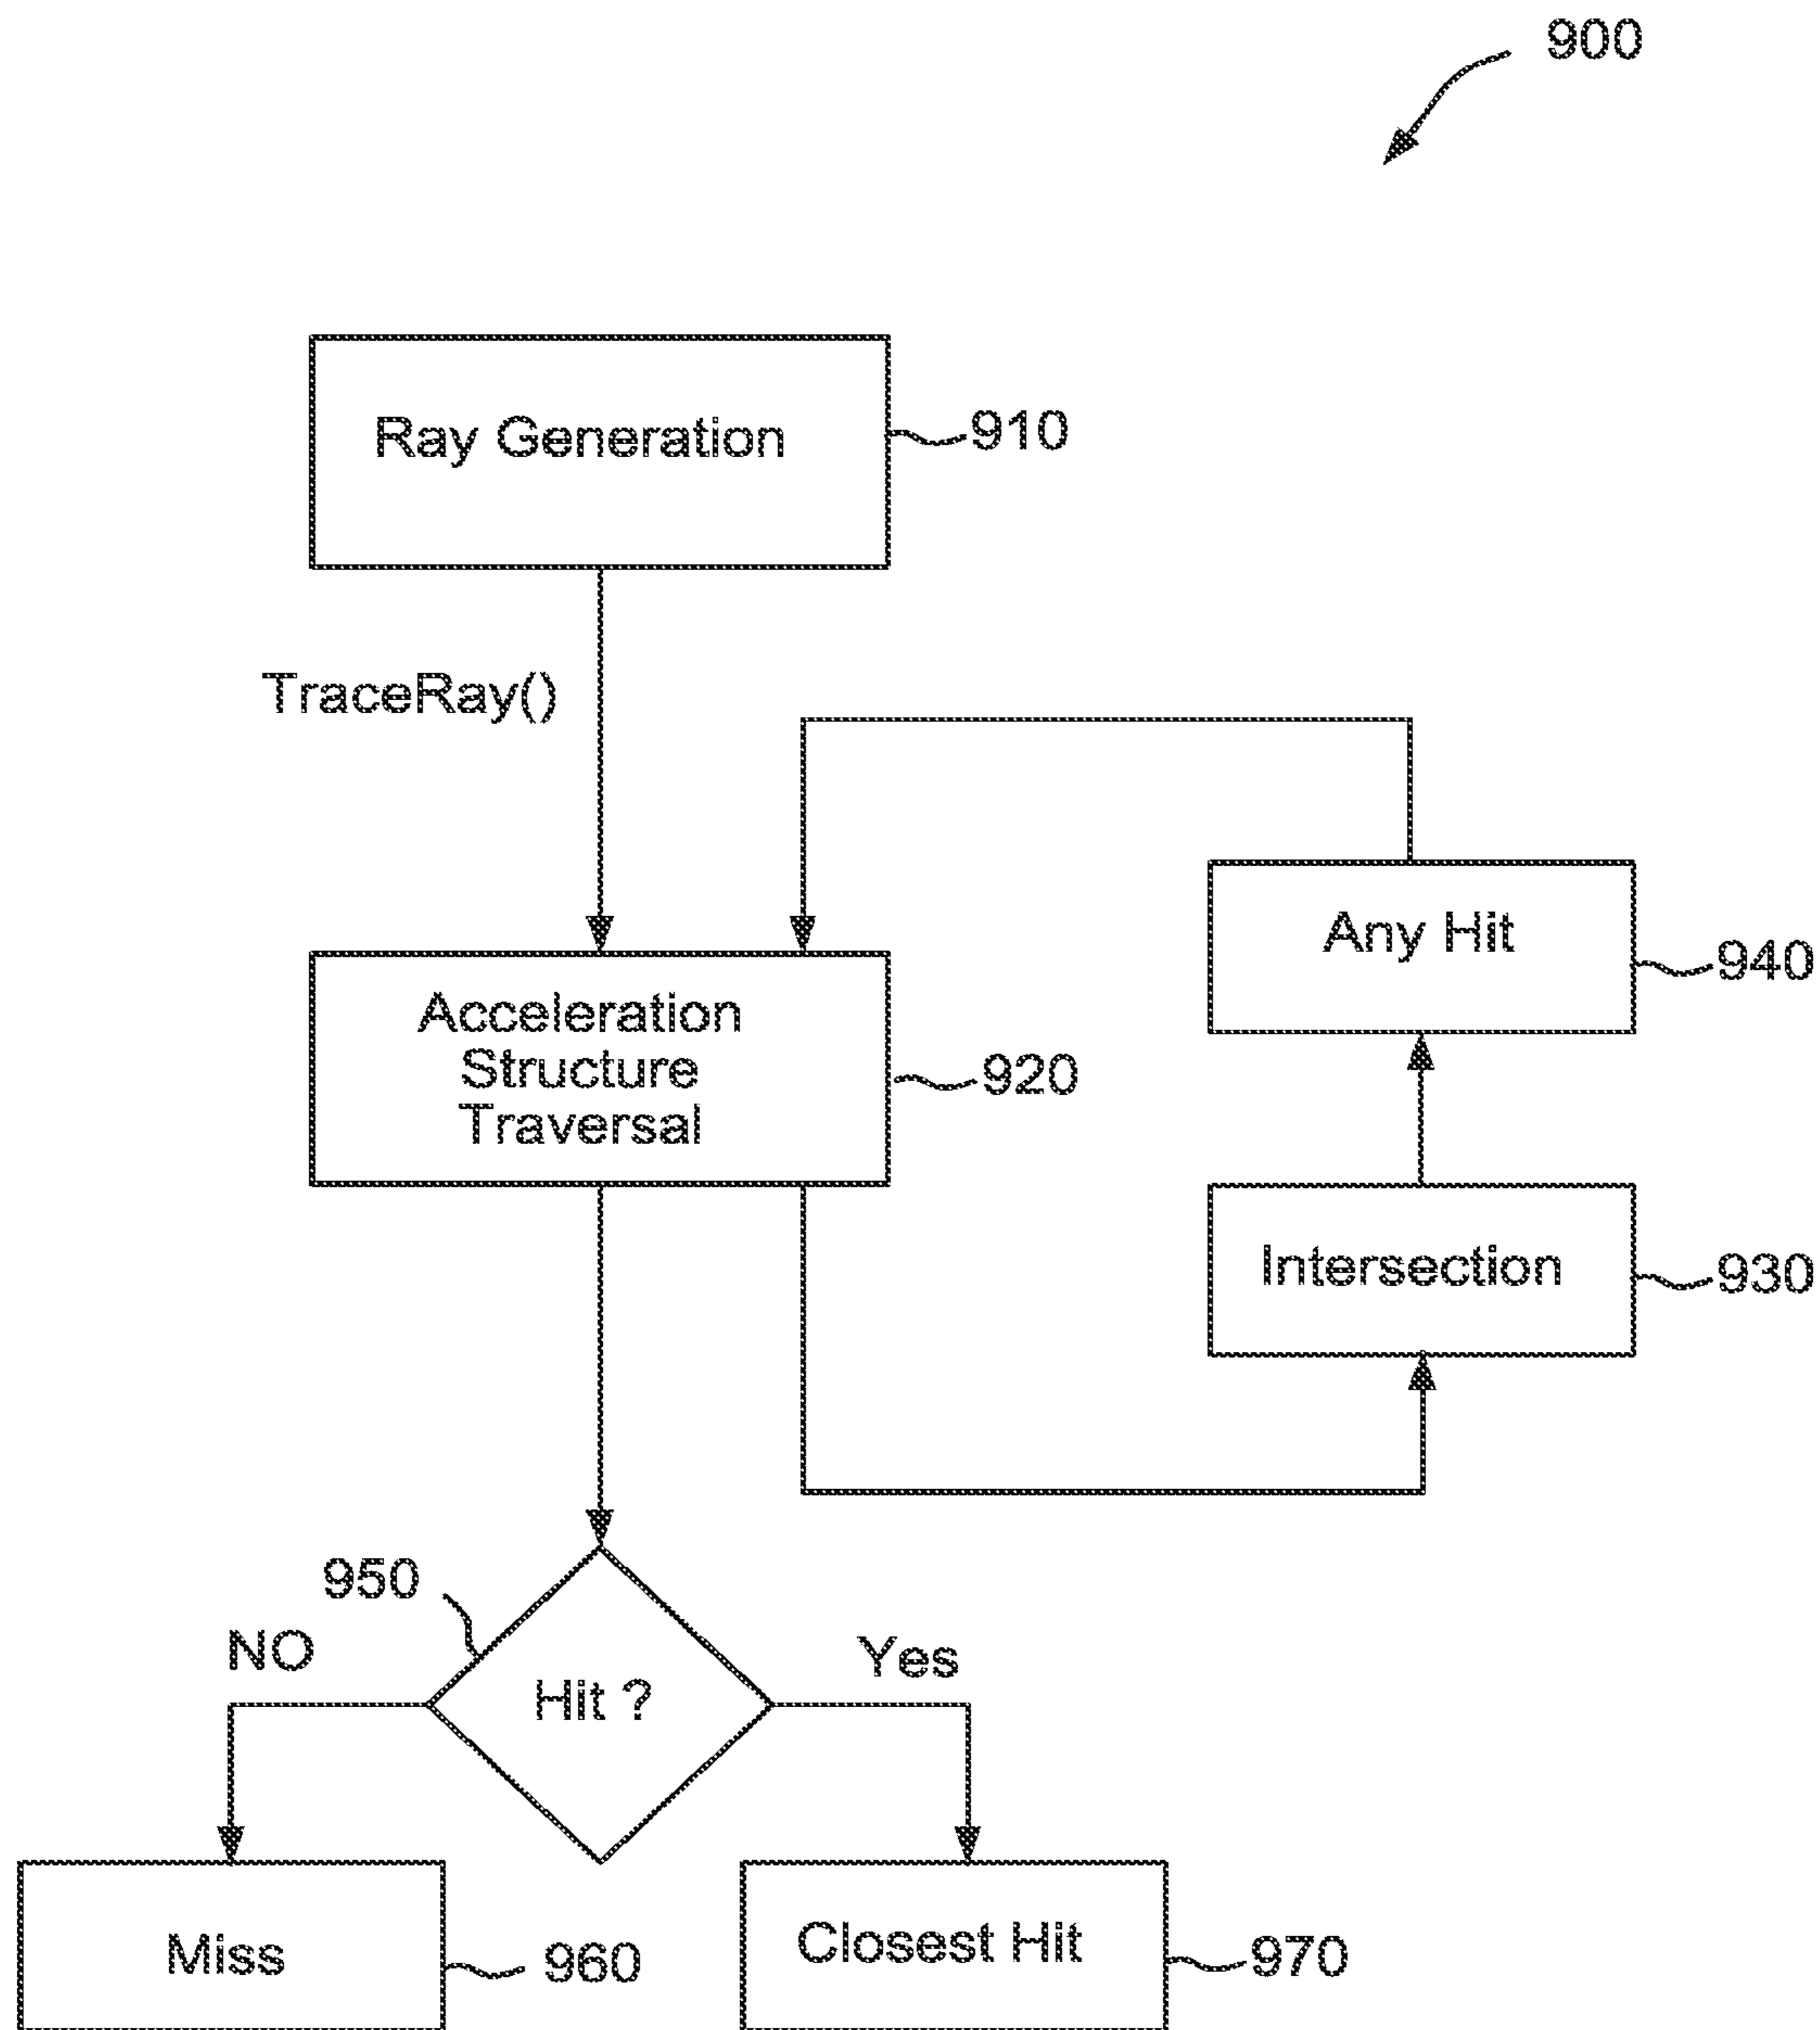 900
Ray Generation
910
TraceRay()
Any Hit
940
Acceleration
Structure
Traversal
920
Intersection
930
950
NO
Yes
Hit ?
Miss
960
Closest Hit
970